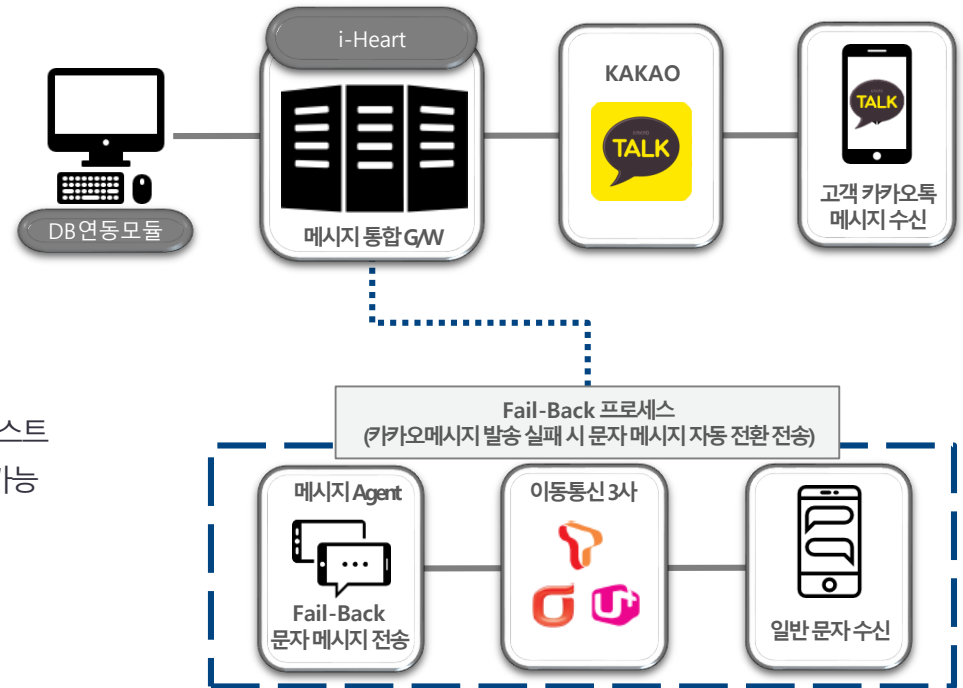 i-Heart
DB연동모듈
메시지 통합 G/W
KAKAO
TALK
TALK
고객 카카오톡
메시지 수신
스트
가능
Fail-Back 프로세스
(카카오메시지 발송 실패 시 문자 메시지 자동 전환 전송)
메시지 Agent
Fail-Back
문자 메시지 전송
이동통신 3사
U+
일반 문자 수신